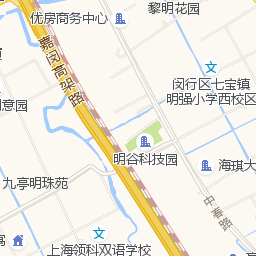 优房商务中心
黎明花园
嘉闵高架路
闵行区七宝镇
明强小学西校区
创意园
明谷科技园
海琪大
九亭明珠苑
中春路
上海领科双语学校